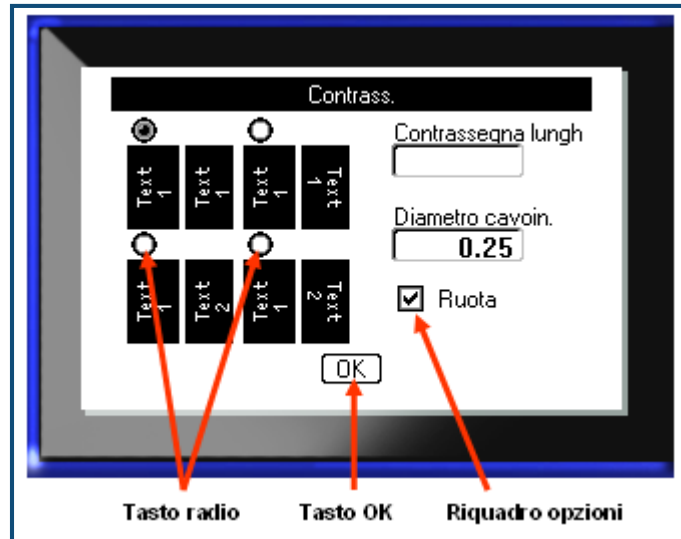 Contrass.
Contrassegna lungh
Text 1
Text 1
Text 1
Text 1
Diametro cavoin.
0.25
Text 1
Text 2
Text 1
Text 2
Ruota
OK
Tasto radio
Tasto OK
Riquadro opzioni